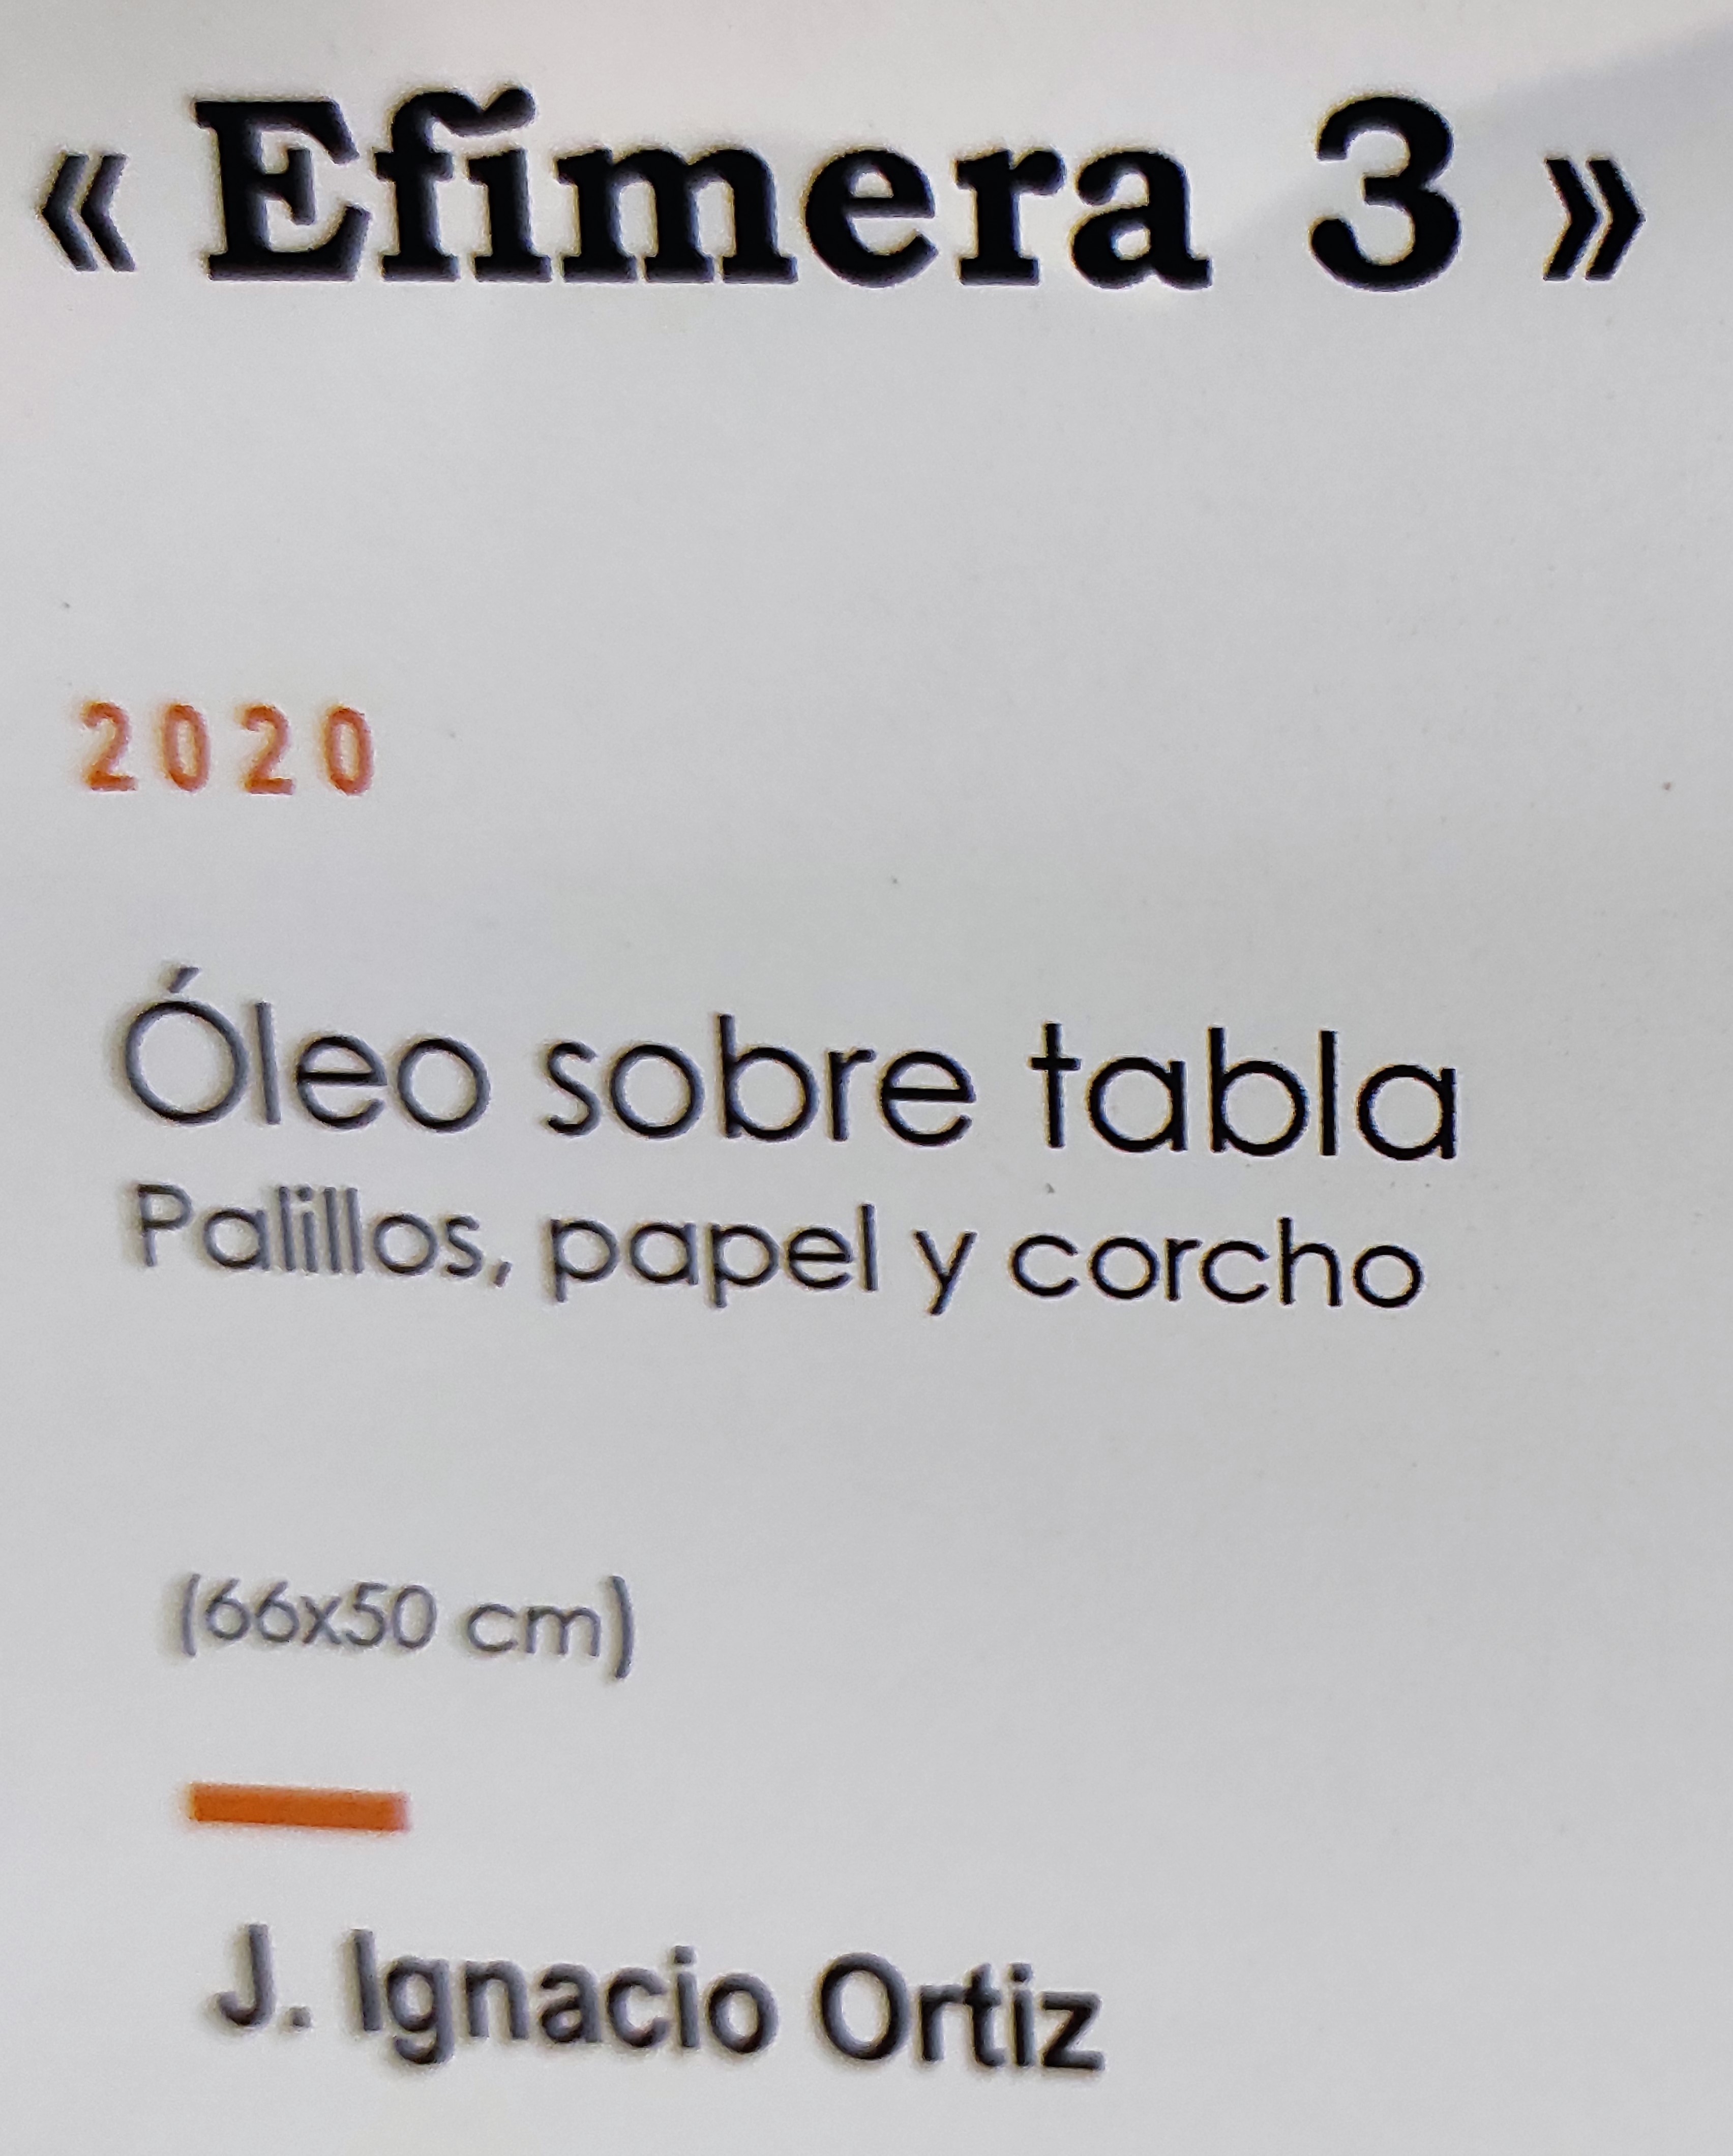 « Efímera 3 »
2020
Óleo sobre tabla
Palillos, papel y corcho
(66x50 cm)
J. Ignacio Ortiz